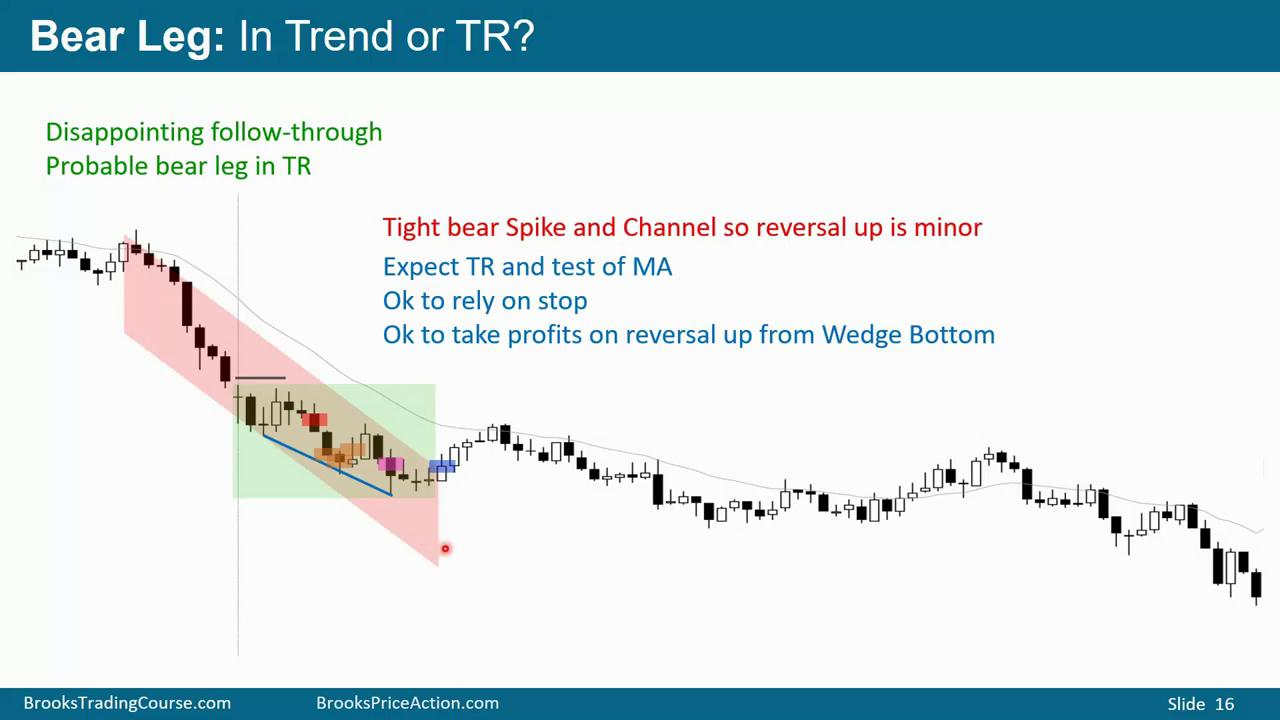 Bear Leg: In Trend or TR?
Disappointing follow-through
Probable bear leg in TR
Tight bear Spike and Channel so reversal up is minor
Expect TR and test of MA
Ok to rely on stop
Ok to take profits on reversal up from Wedge Bottom
BrooksTradingCourse.com
BrooksPriceAction.com
Slide 16